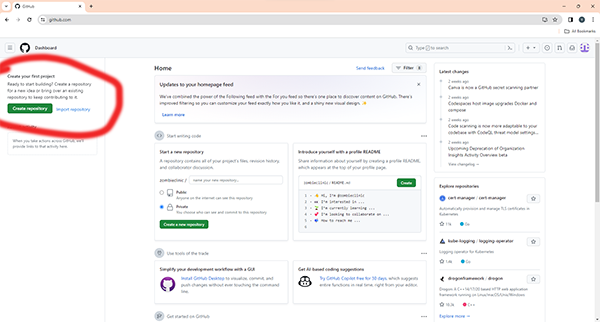 GitHub
github.com
All Bookmarks
Dashboard
Type / to search
Create your first project
Ready to start building? Create a repository
for a new idea or bring over an existing
repository to keep contributing to it.
Create repository
Import repository
When you take actions across GitHub, we'll
provide links to that activity here.
Home
Send feedback
Filter
Updates to your homepage feed
We've combined the power of the Following feed with the For you feed so there's one place to discover content on GitHub. There's
improved filtering so you can customize your feed exactly how you like it, and a shiny new visual design.
Learn more
Start writing code
Start a new repository
A repository contains all of your project's files, revision history,
and collaborator discussion.
name your new repository...
Public
Anyone on the internet can see this repository
Private
You choose who can see and commit to this repository
Create a new repository
Introduce yourself with a profile README
Share information about yourself by creating a profile README,
which appears at the top of your profile page.
/ README.md
Create
1 - Hi, I'm
2 - I'm interested in ...
3 - I'm currently learning ...
4 - I'm looking to collaborate on ...
5 - How to reach me ...
6
Use tools of the trade
Simplify your development workflow with a GUI
Install GitHub Desktop to visualize, commit, and
push changes without ever touching the command
line.
Get AI-based coding suggestions
Try GitHub Copilot free for 30 days, which suggests
entire functions in real time, right from your editor.
Get started on GitHub
Latest changes
2 weeks ago
Canva is now a GitHub secret scanning partner
2 weeks ago
Codespaces host image upgrades Docker and
compose
2 weeks ago
Code scanning is now more adaptable to your
codebase with CodeQL threat model settings...
2 weeks ago
Upcoming Deprecation of Organization
Insights Activity Overview beta
View changelog →
Explore repositories
cert-manager / cert-manager
Automatically provision and manage TLS certificates in
Kubernetes
11k Go
kube-logging / logging-operator
Logging operator for Kubernetes
1.4k Go
drogonframework / drogon
Drogon: A C++14/17/20 based HTTP web application
framework running on Linux/macOS/Unix/Windows
10.3k C++
Explore more →